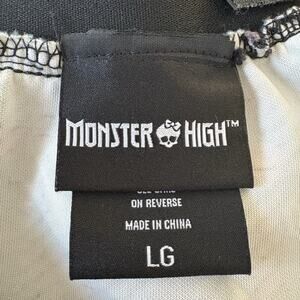 MONSTER HIGH™
ON REVERSE
MADE IN CHINA
LG